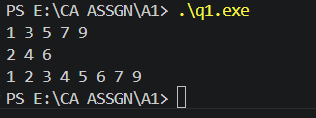 PS E:\CA ASSGN\A1> .\q1.exe
1 3 5 7 9
2 4 6
1 2 3 4 5 6 7 9
PS E:\CA ASSGN\A1>